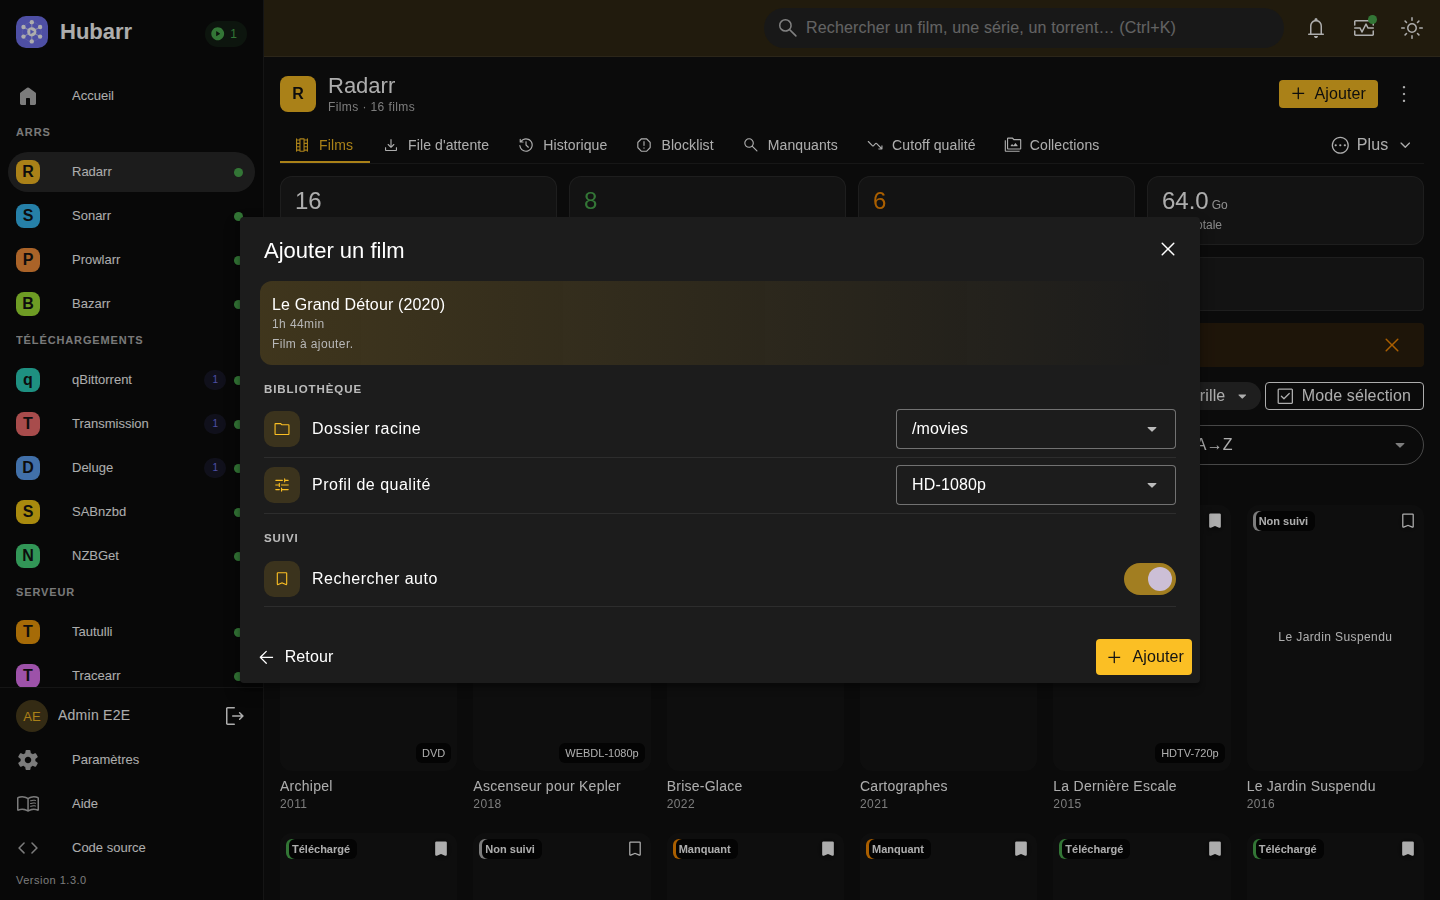 Hubarr
1
Rechercher un film, une série, un torrent… (Ctrl+K)
Accueil
ARRS
R Radarr
S Sonarr
P Prowlarr
B Bazarr
TÉLÉCHARGEMENTS
q qBittorrent 1
T Transmission 1
D Deluge 1
S SABnzbd
N NZBGet
SERVEUR
T Tautulli
T Tracearr
AE Admin E2E
Paramètres
Aide
Code source
Version 1.3.0
R Radarr
Films · 16 films
Ajouter
Films File d'attente Historique Blocklist Manquants Cutoff qualité Collections Plus
16 8 6 64.0 Go
otale
rille Mode sélection
A→Z
Ajouter un film
Le Grand Détour (2020)
1h 44min
Film à ajouter.
BIBLIOTHÈQUE
Dossier racine /movies
Profil de qualité HD-1080p
SUIVI
Rechercher auto
Retour Ajouter
Non suivi
Le Jardin Suspendu
DVD WEBDL-1080p HDTV-720p
Archipel Ascenseur pour Kepler Brise-Glace Cartographes La Dernière Escale Le Jardin Suspendu
2011 2018 2022 2021 2015 2016
Téléchargé Non suivi Manquant Manquant Téléchargé Téléchargé